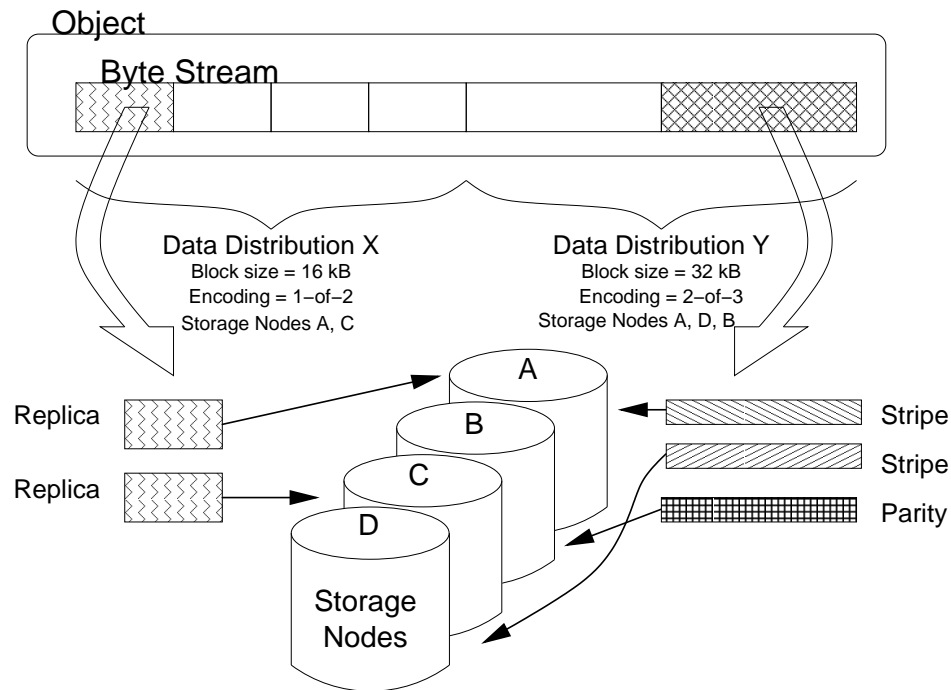 Object
Byte Stream
Data Distribution X
Block size = 16 kB
Encoding = 1−of−2
Storage Nodes A, C
Data Distribution Y
Block size = 32 kB
Encoding = 2−of−3
Storage Nodes A, D, B
Replica
Replica
A
B
C
D
Storage
Nodes
Stripe
Stripe
Parity